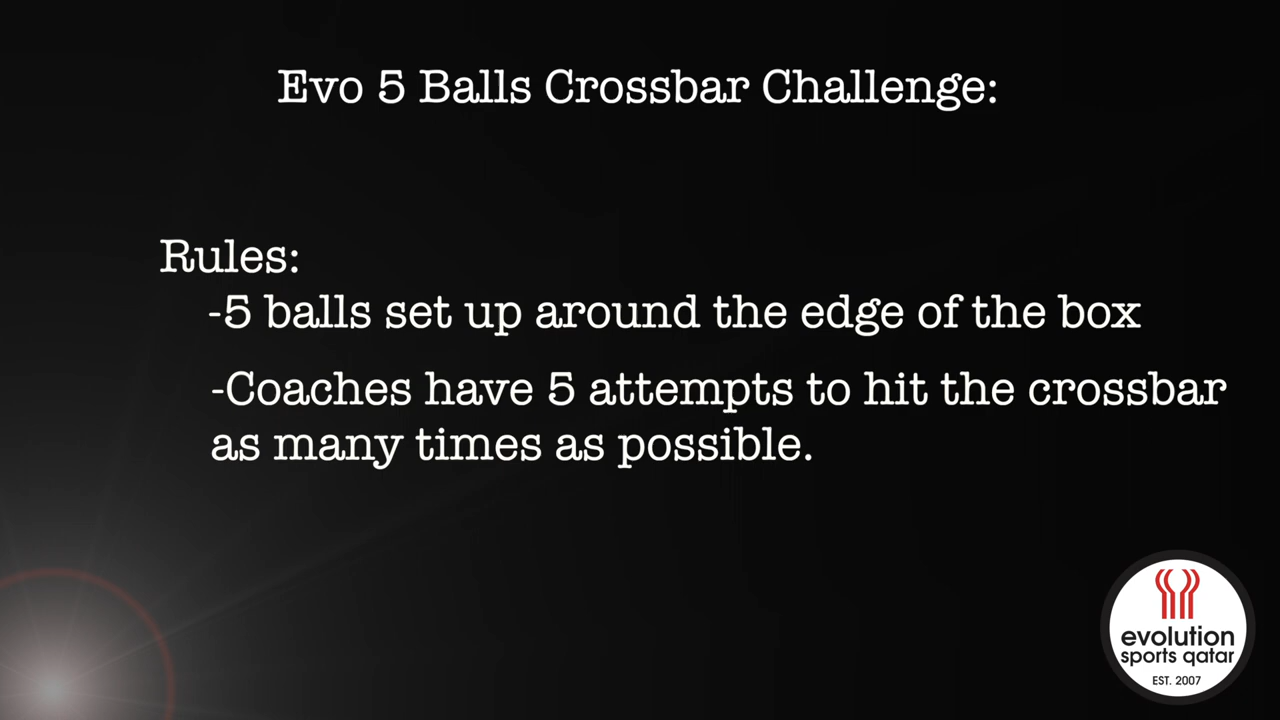 Evo 5 Balls Crossbar Challenge:
Rules:
-5 balls set up around the edge of the box
-Coaches have 5 attempts to hit the crossbar
as many times as possible.
evolution
sports qatar
EST. 2007